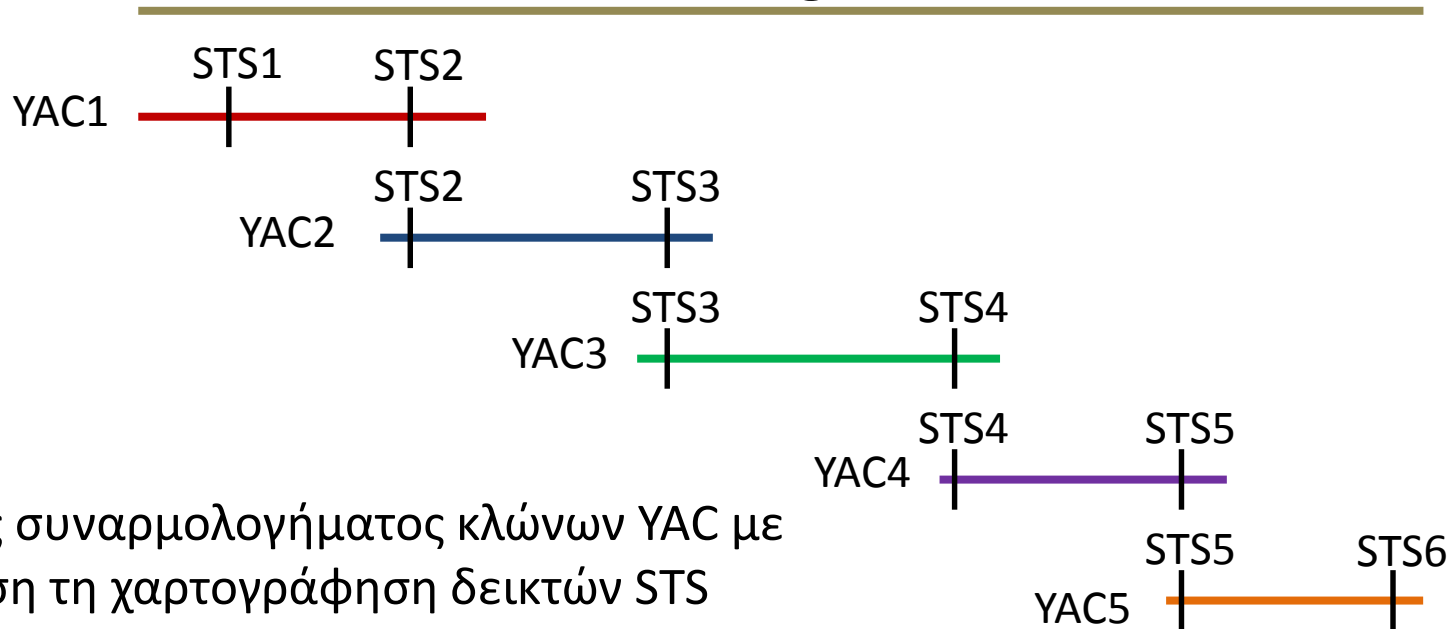 STS1 STS2
YAC1
STS2 STS3
YAC2
STS3 STS4
YAC3
STS4 STS5
YAC4
συναρμολογήματος κλώνων YAC με
τη χαρτογράφηση δεικτών STS
STS5 STS6
YAC5